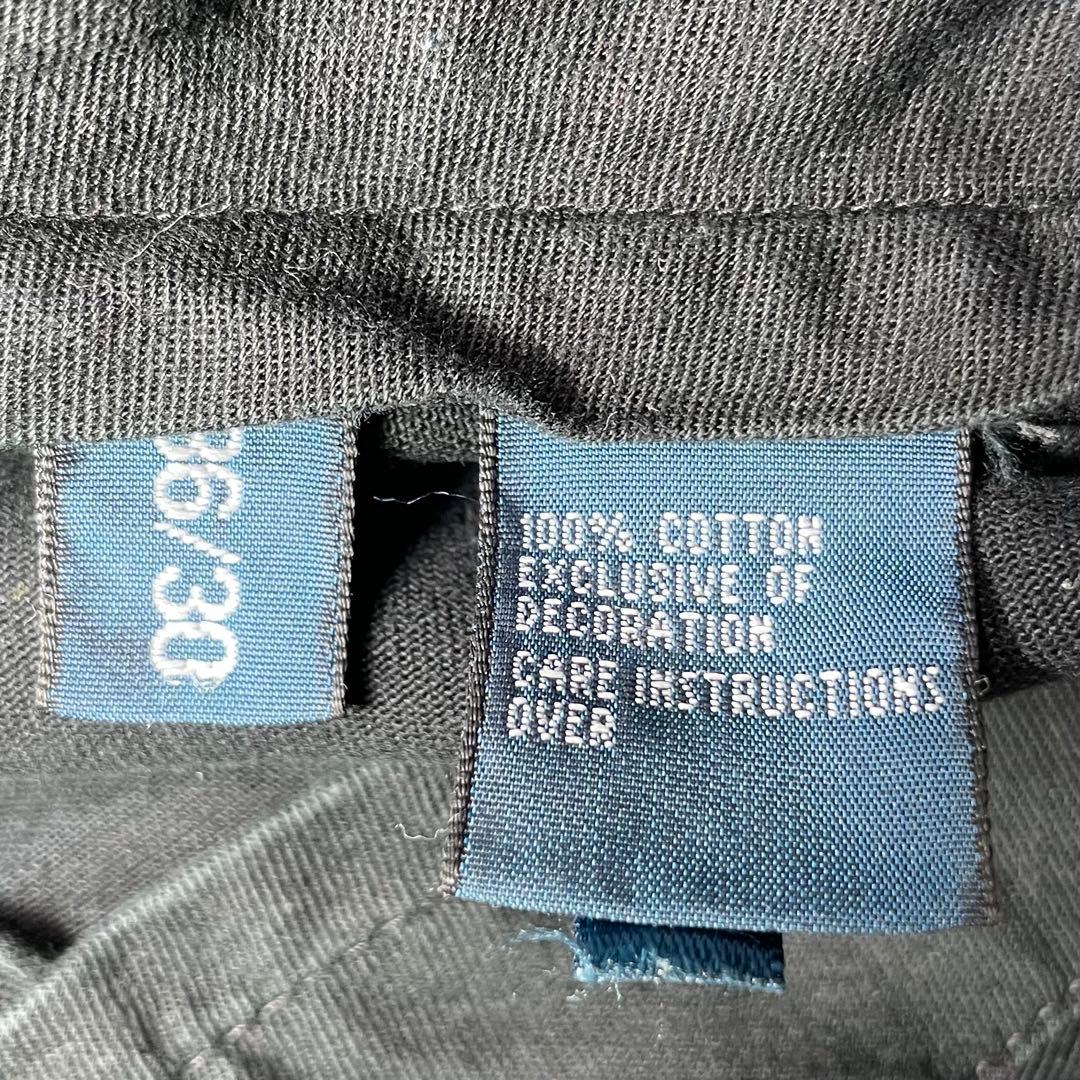 36/30
100% COTTON
EXCLUSIVE OF
DECORATION
CARE INSTRUCTIONS
OVER